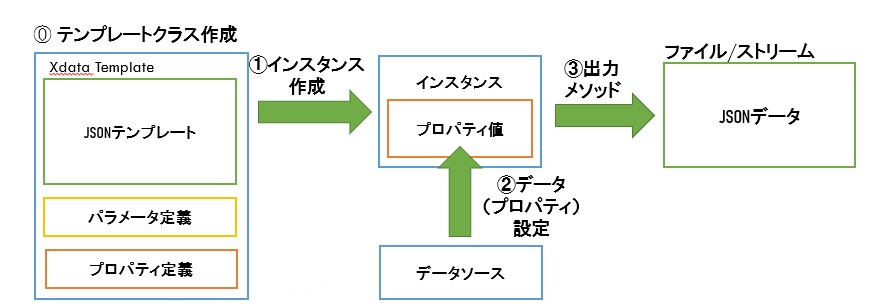 ⓪ テンプレートクラス作成
Xdata Template
JSONテンプレート
パラメータ定義
プロパティ定義
①インスタンス
作成
インスタンス
プロパティ値
②データ
（プロパティ）
設定
データソース
③出力
メソッド
ファイル/ストリーム
JSONデータ